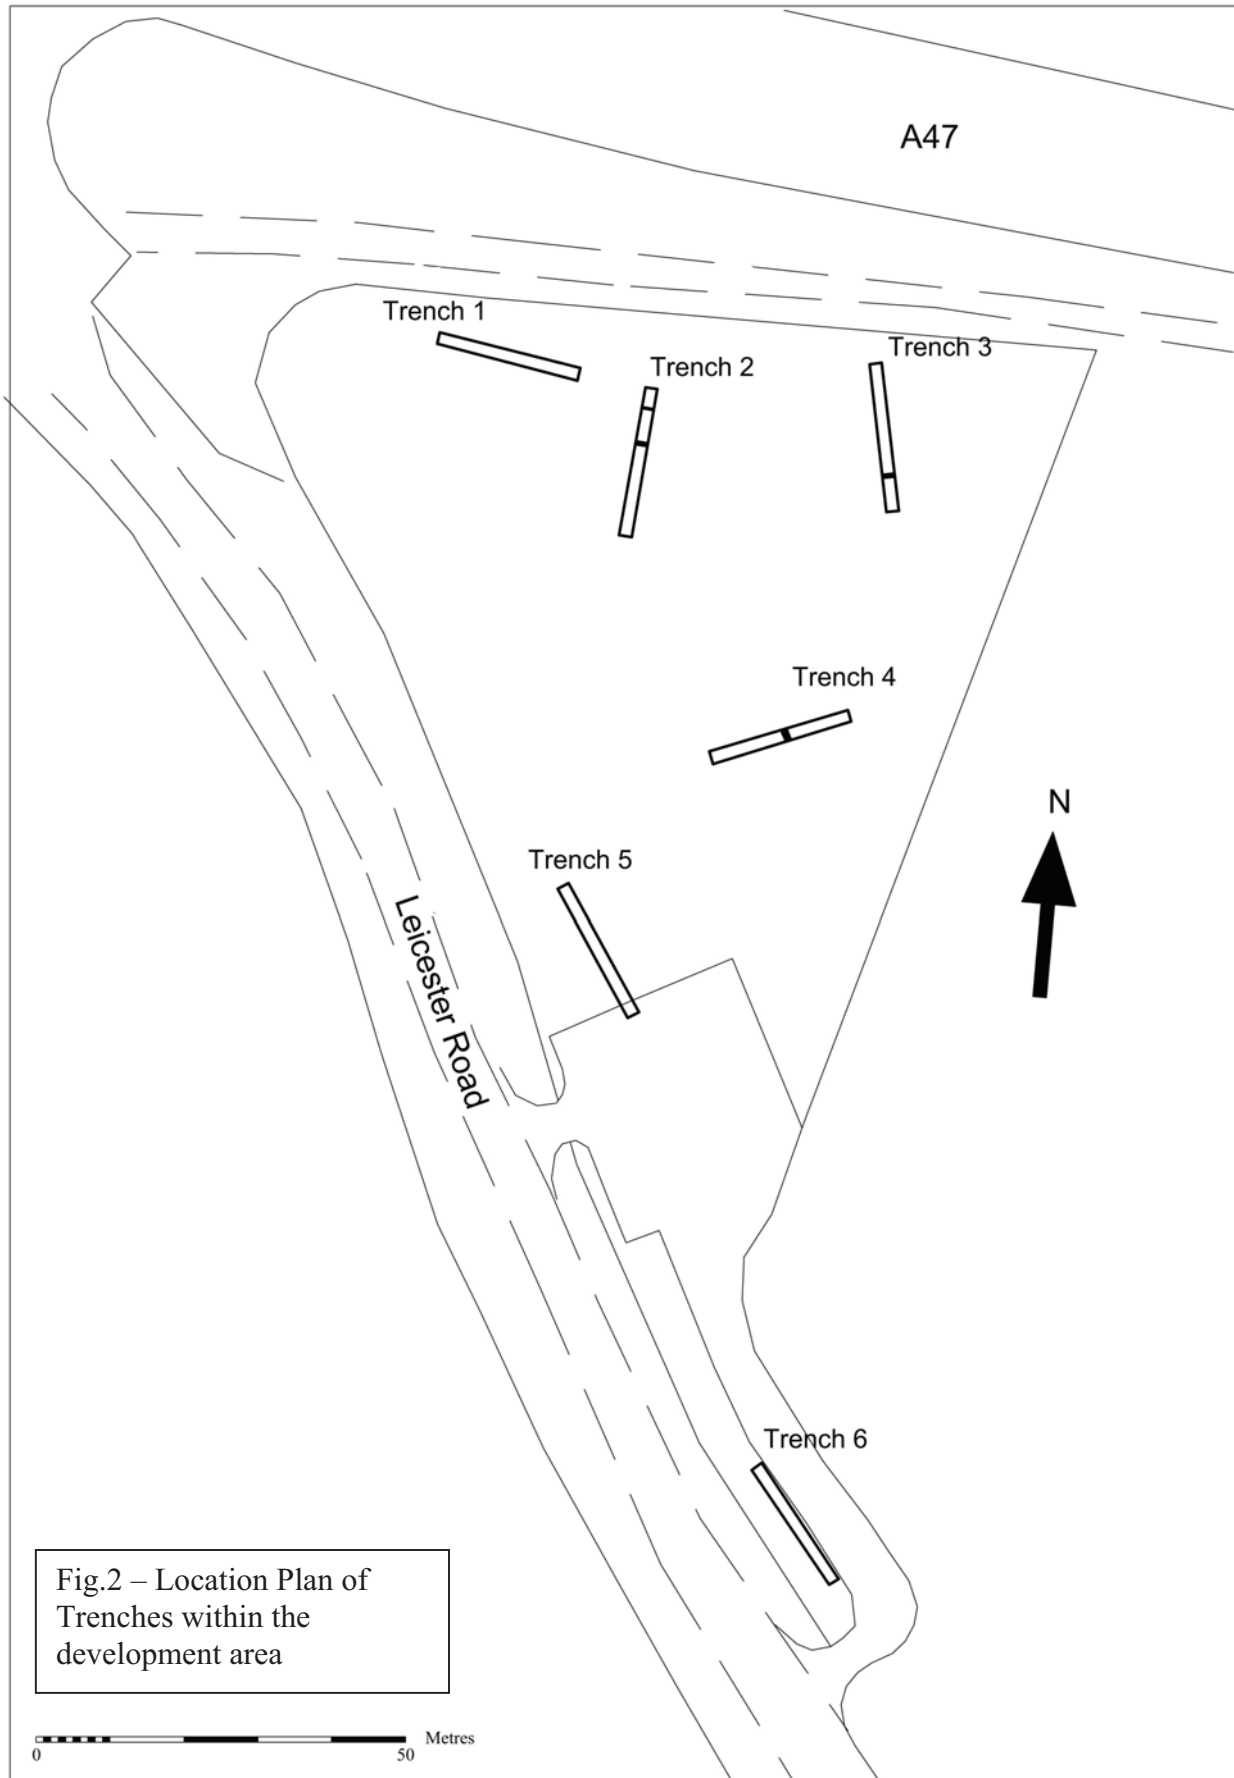 A47
Trench 1
Trench 2
Trench 3
Trench 4
N
Trench 5
Leicester Road
Trench 6
Fig.2 – Location Plan of
Trenches within the
development area
Metres
0
50